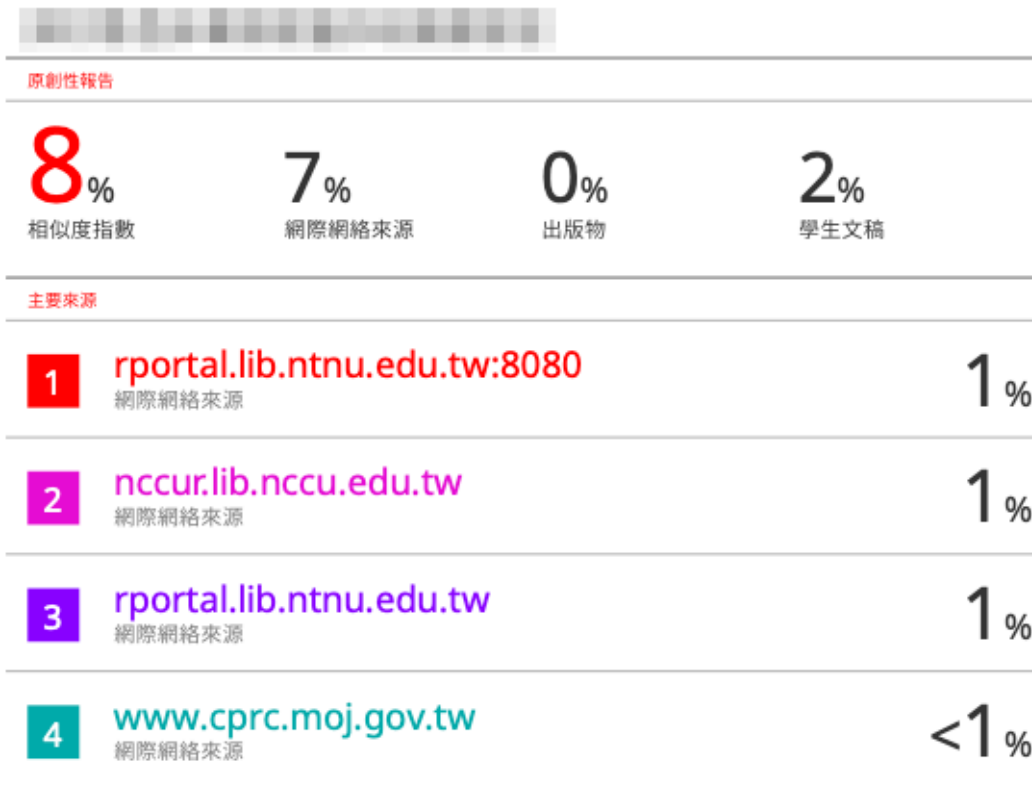 原創性報告
8%
7%
0%
2%
相似度指數
網際網絡來源
出版物
學生文稿
主要來源
1
rportal.lib.ntnu.edu.tw:8080
網際網絡來源
1%
2
nccur.lib.nccu.edu.tw
網際網絡來源
1%
3
rportal.lib.ntnu.edu.tw
網際網絡來源
1%
4
www.cprc.moj.gov.tw
網際網絡來源
<1%